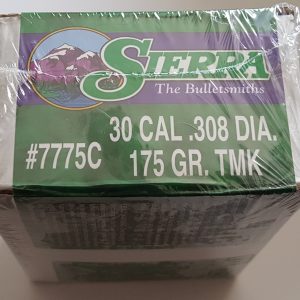 SIERRA
The Bulletsmiths
#7775C
30 CAL .308 DIA.
175 GR. TMK